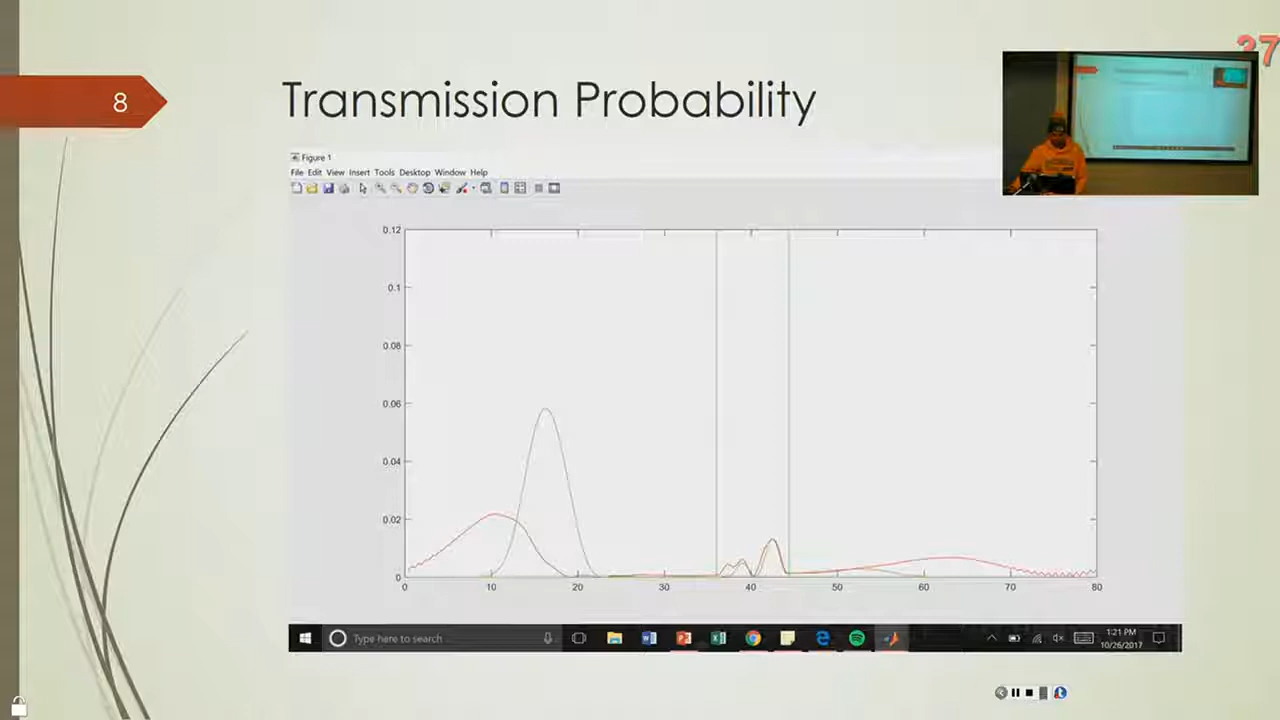 8
Transmission Probability
37
Figure 1
File Edit View Insert Tools Desktop Window Help
0.12
0.1
0.08
0.06
0.04
0.02
0
0 10 20 30 40 50 60 70 80
Type here to search
1:21 PM
10/26/2017